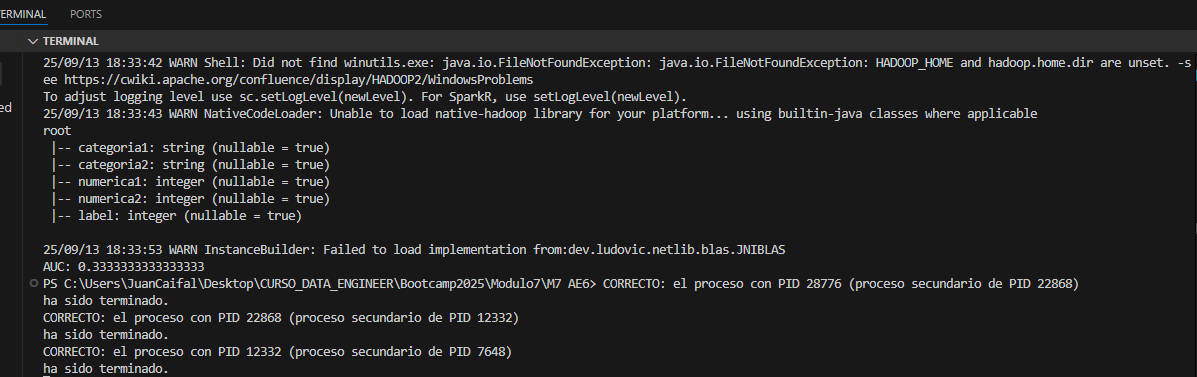 TERMINAL PORTS
TERMINAL
25/09/13 18:33:42 WARN Shell: Did not find winutils.exe: java.io.FileNotFoundException: java.io.FileNotFoundException: HADOOP_HOME and hadoop.home.dir are unset. -s
ee https://cwiki.apache.org/confluence/display/HADOOP2/WindowsProblems
To adjust logging level use sc.setLogLevel(newLevel). For SparkR, use setLogLevel(newLevel).
ed
25/09/13 18:33:43 WARN NativeCodeLoader: Unable to load native-hadoop library for your platform... using builtin-java classes where applicable
root
 |-- categoria1: string (nullable = true)
 |-- categoria2: string (nullable = true)
 |-- numerica1: integer (nullable = true)
 |-- numerica2: integer (nullable = true)
 |-- label: integer (nullable = true)
25/09/13 18:33:53 WARN InstanceBuilder: Failed to load implementation from:dev.ludovic.netlib.blas.JNIBLAS
AUC: 0.3333333333333333
PS C:\Users\JuanCaifal\Desktop\CURSO_DATA_ENGINEER\Bootcamp2025\Modulo7\M7 AE6> CORRECTO: el proceso con PID 28776 (proceso secundario de PID 22868)
ha sido terminado.
CORRECTO: el proceso con PID 22868 (proceso secundario de PID 12332)
ha sido terminado.
CORRECTO: el proceso con PID 12332 (proceso secundario de PID 7648)
ha sido terminado.